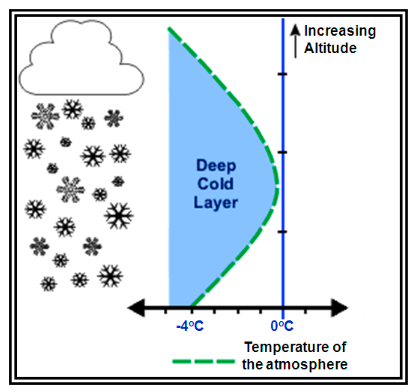 Increasing
Altitude
Deep
Cold
Layer
-4°C
0°C
Temperature of
the atmosphere